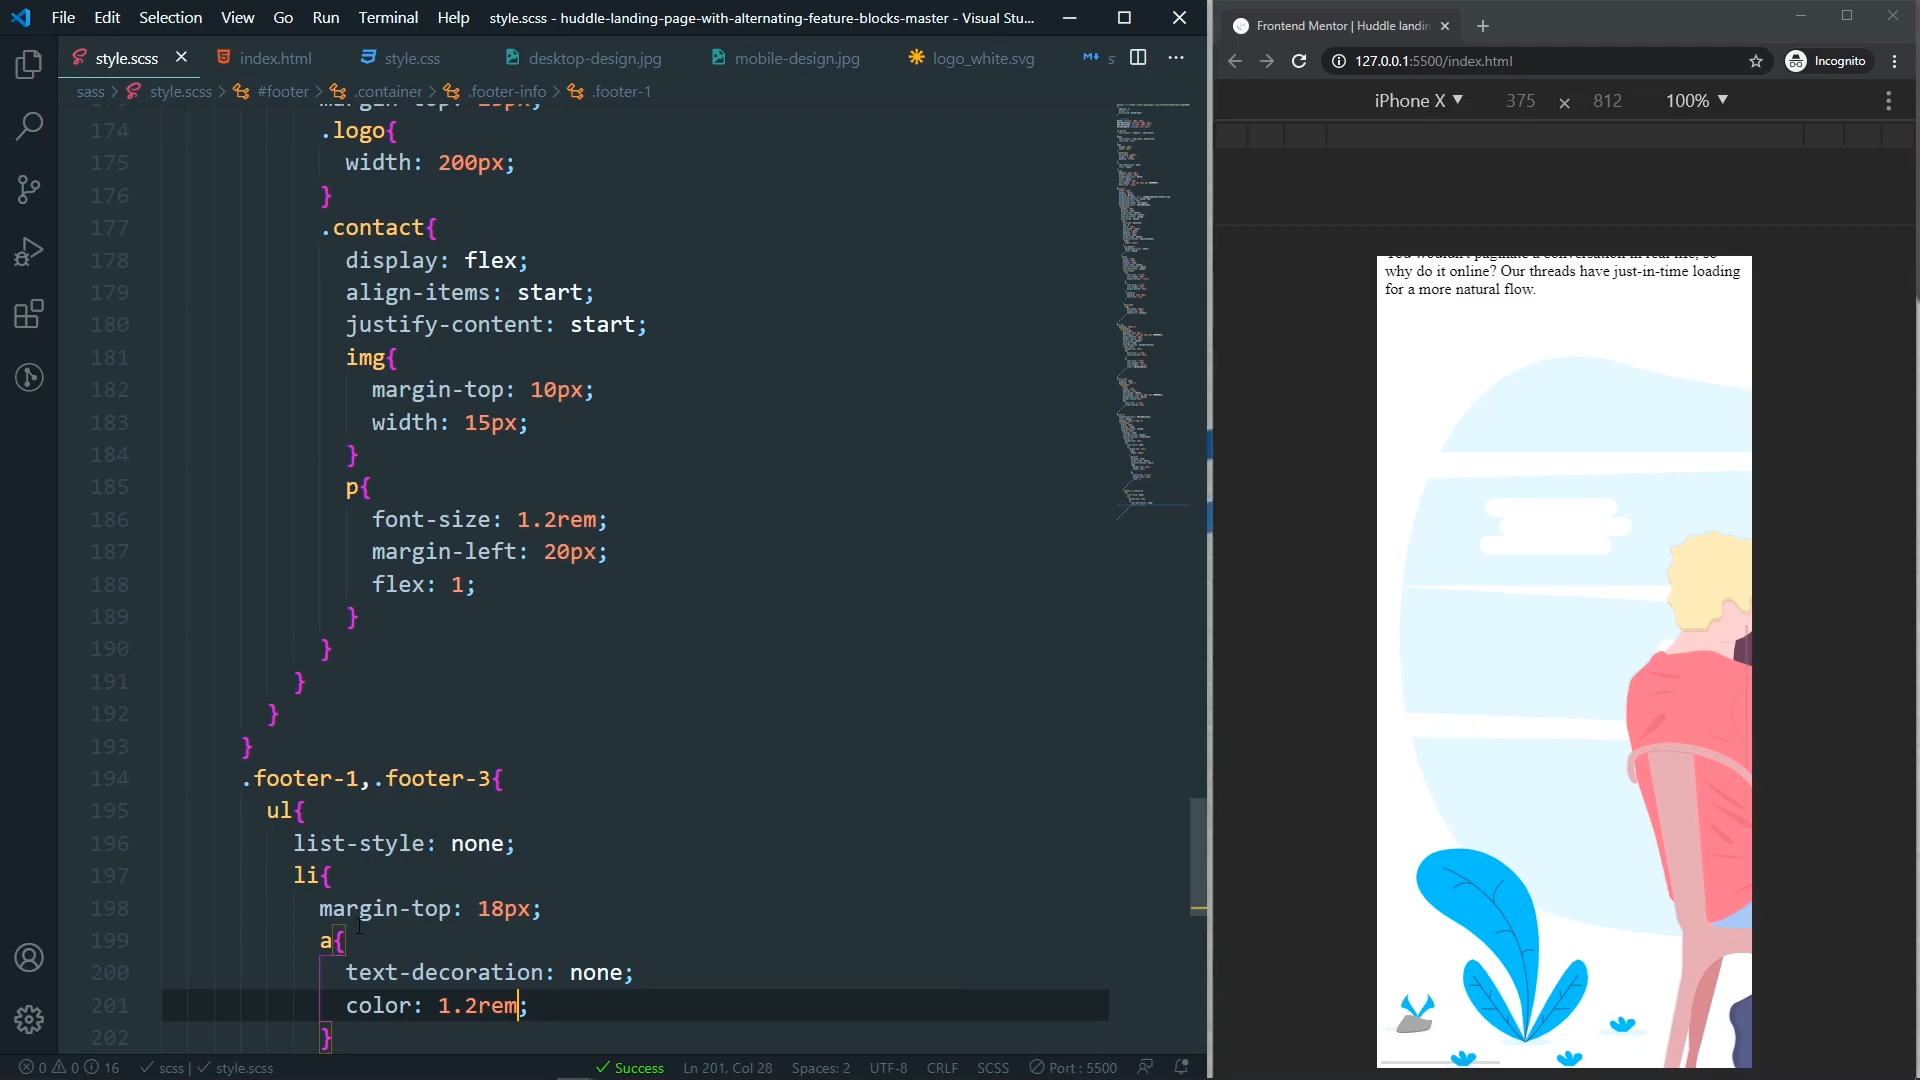 File Edit Selection View Go Run Terminal Help style.scss - huddle-landing-page-with-alternating-feature-blocks-master - Visual Stu...
style.scss index.html style.css desktop-design.jpg mobile-design.jpg logo_white.svg s
sass > style.scss > #footer > .container > .footer-info > .footer-1
174 .logo{
175 width: 200px;
176 }
177 .contact{
178 display: flex;
179 align-items: start;
180 justify-content: start;
181 img{
182 margin-top: 10px;
183 width: 15px;
184 }
185 p{
186 font-size: 1.2rem;
187 margin-left: 20px;
188 flex: 1;
189 }
190 }
191 }
192 }
193 }
194 .footer-1,.footer-3{
195 ul{
196 list-style: none;
197 li{
198 margin-top: 18px;
199 a{
200 text-decoration: none;
201 color: 1.2rem;
202 }
0 0 16 scss | style.scss Success Ln 201, Col 28 Spaces: 2 UTF-8 CRLF SCSS Port : 5500
Frontend Mentor | Huddle landin
127.0.0.1:5500/index.html Incognito
iPhone X 375 × 812 100%
You wouldn't paginate a conversation in real life, so
why do it online? Our threads have just-in-time loading
for a more natural flow.